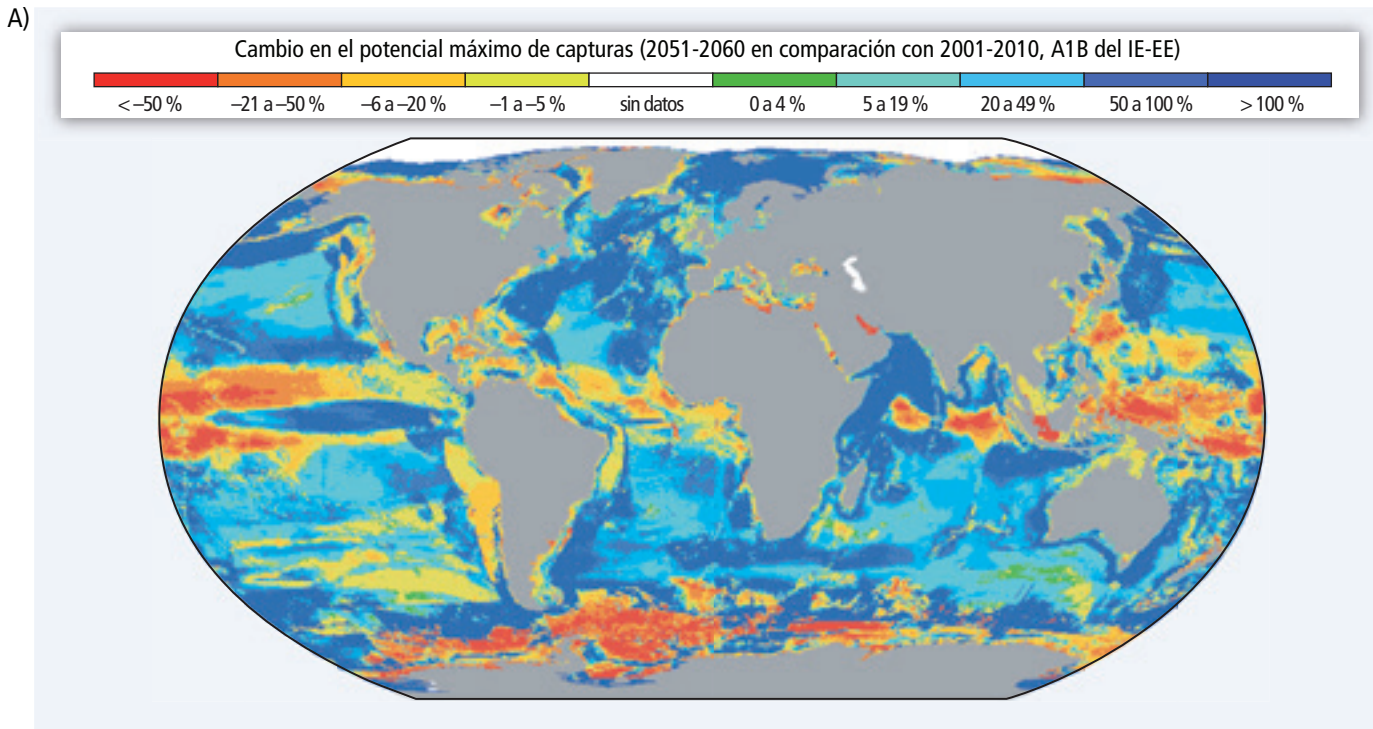 A)
Cambio en el potencial máximo de capturas (2051-2060 en comparación con 2001-2010, A1B del IE-EE)
< –50 % –21 a –50 % –6 a –20 % –1 a –5 % sin datos 0 a 4 % 5 a 19 % 20 a 49 % 50 a 100 % > 100 %